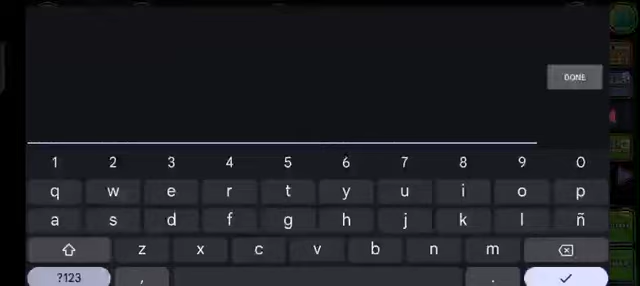 DONE
1 2 3 4 5 6 7 8 9 0
q w e r t y u i o p
a s d f g h j k l ñ
z x c v b n m
?123 , .